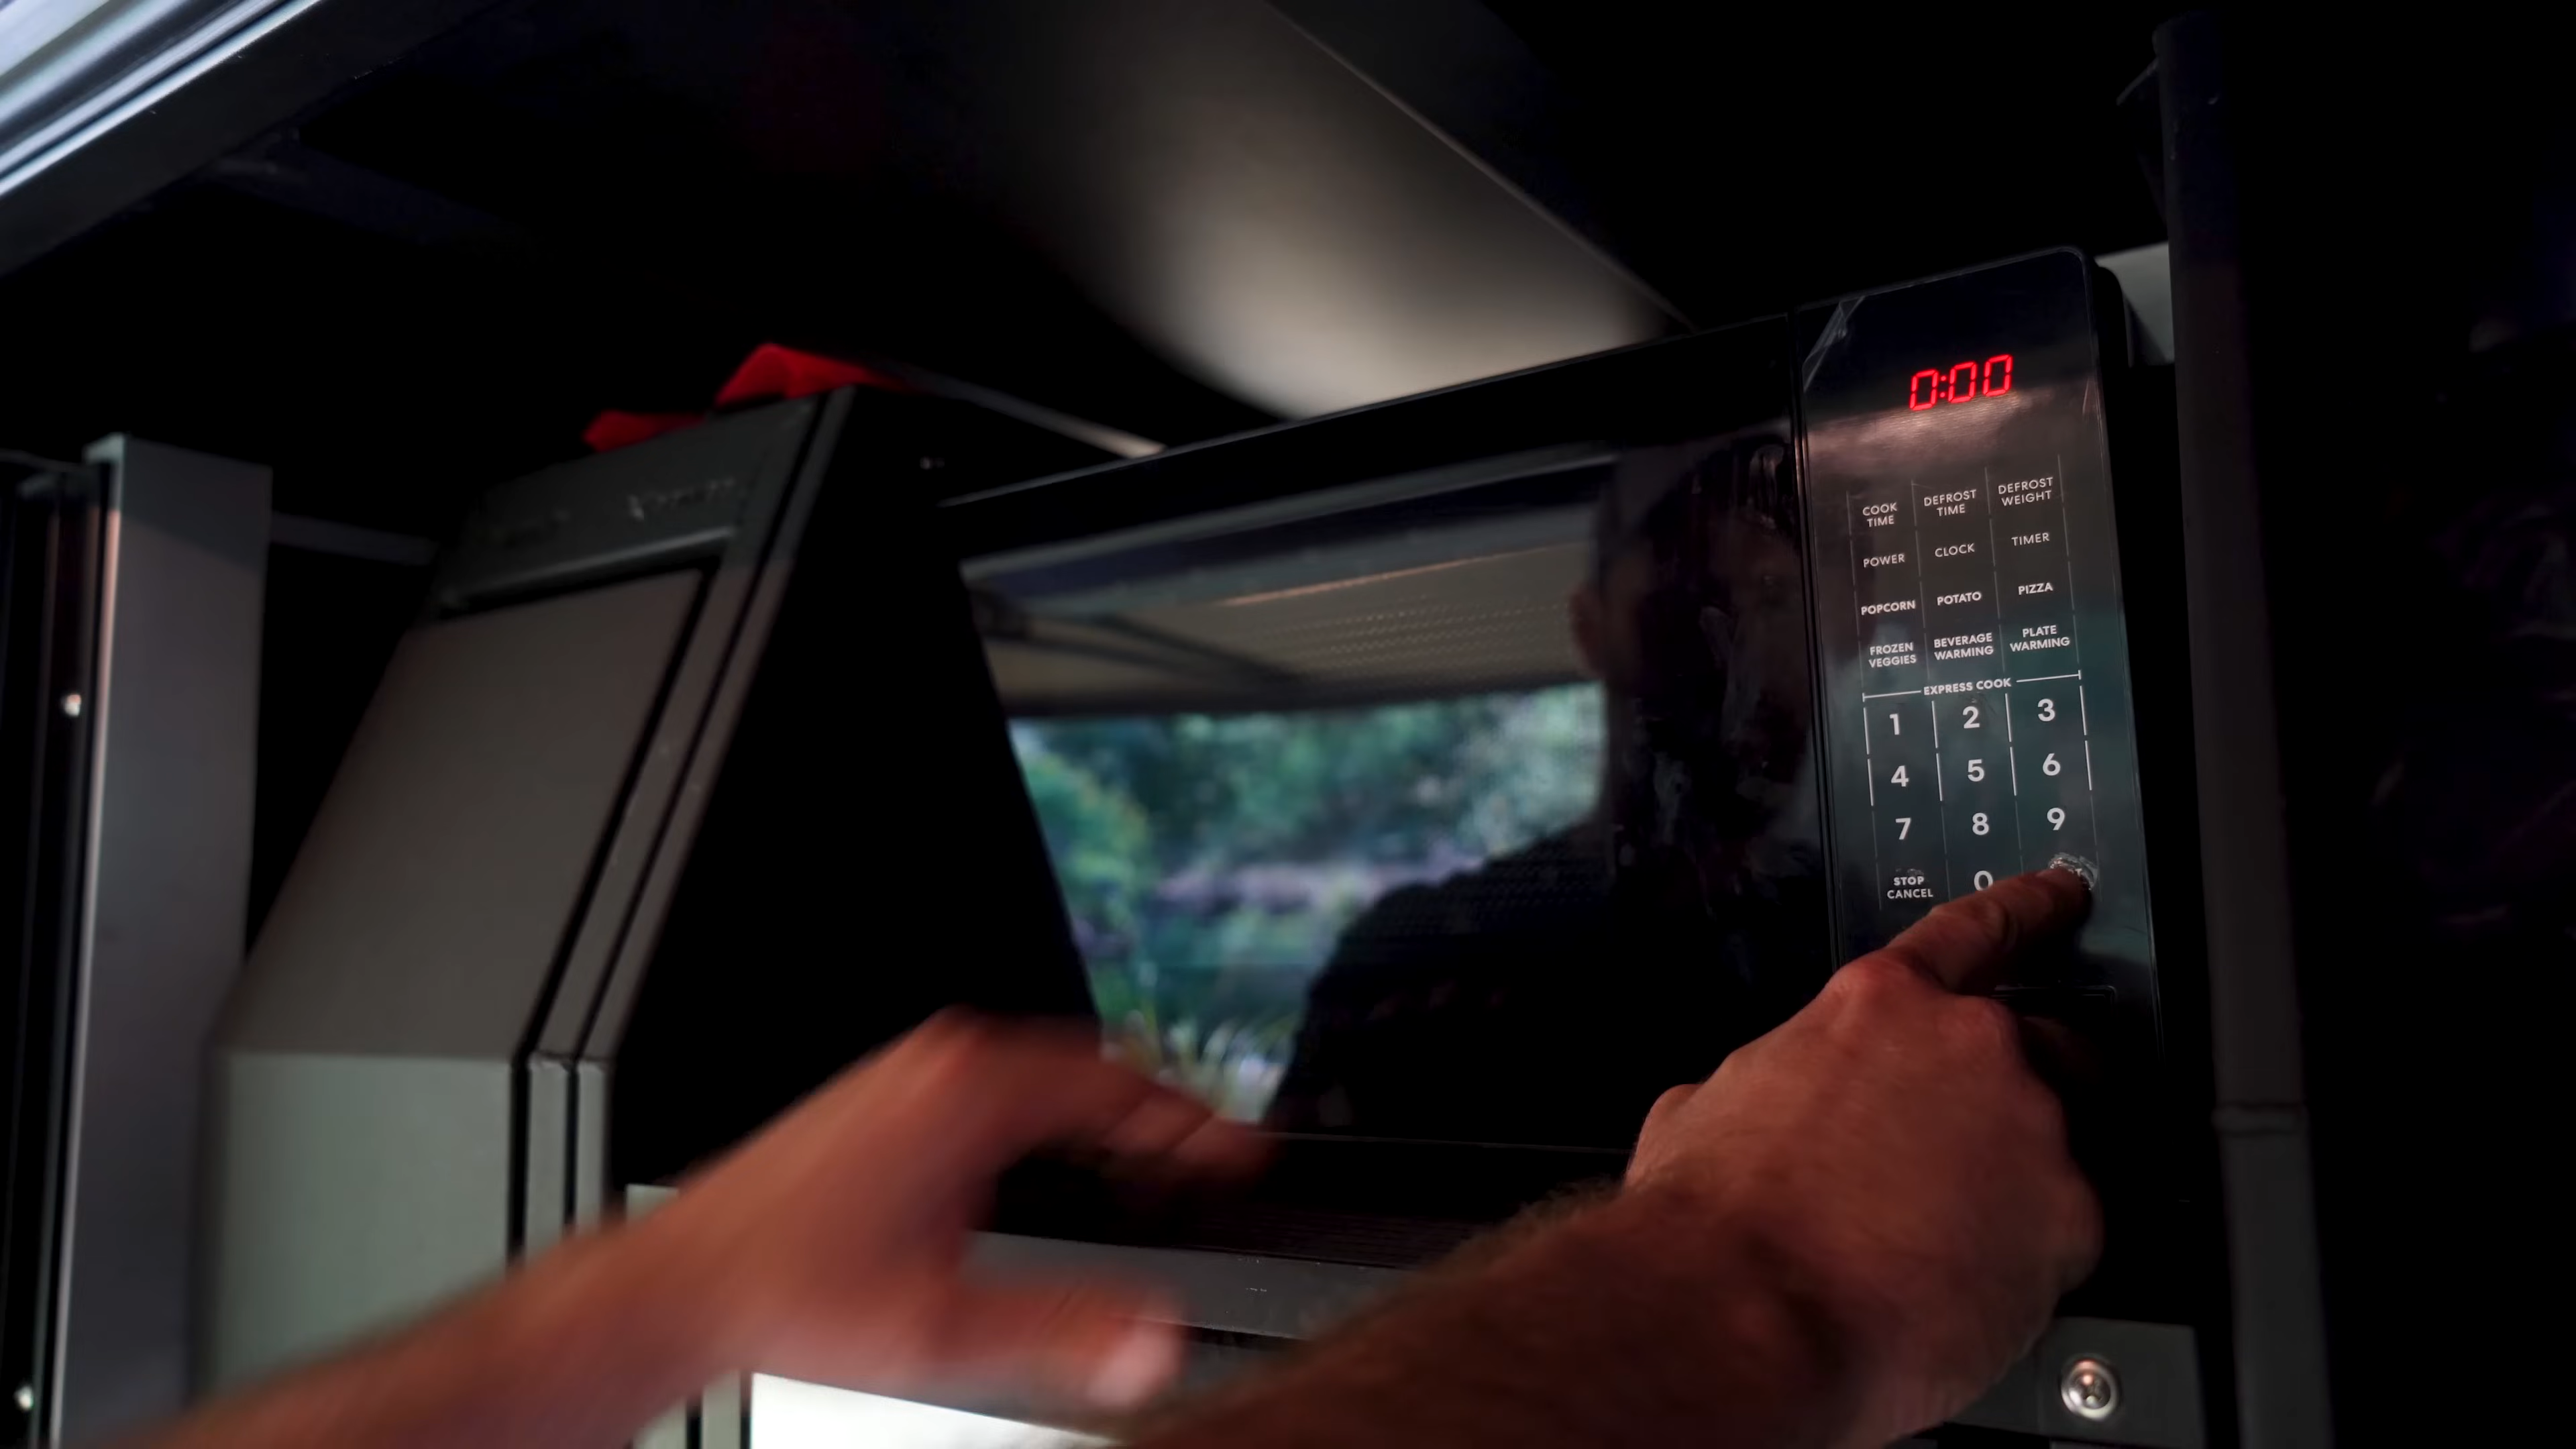 0:00
COOK
TIME
DEFROST
TIME
DEFROST
WEIGHT
POWER
CLOCK
TIMER
POPCORN
POTATO
PIZZA
FROZEN
VEGGIES
BEVERAGE
WARMING
PLATE
WARMING
EXPRESS COOK
1 2 3
4 5 6
7 8 9
STOP
CANCEL
0